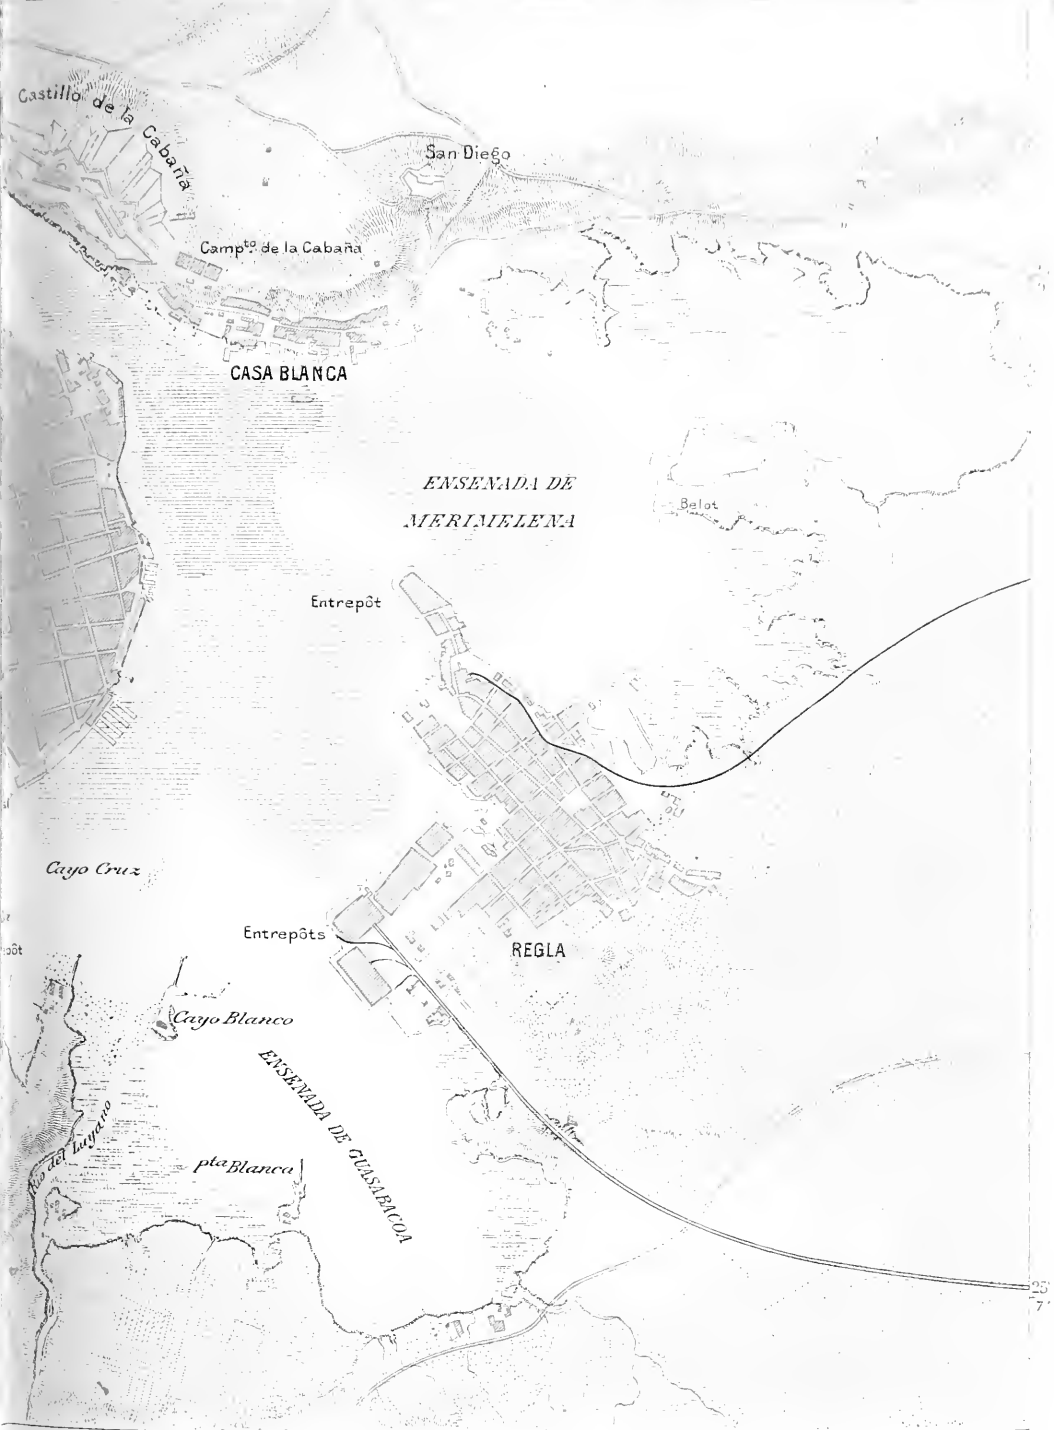 Castillo de la Cabaña
San Diego
Campto. de la Cabaña
CASA BLANCA
ENSENADA DE
MERIMELENA
Belot
Entrepôt
Cayo Cruz
Entrepôts
REGLA
Cayo Blanco
ENSENADA DE GUASABACOA
Rio del Luyano
pta Blanca